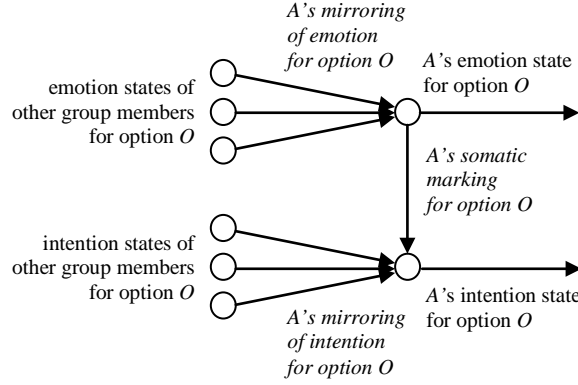 A's mirroring
of emotion
for option O
emotion states of
other group members
for option O
A's emotion state
for option O
A's somatic
marking
for option O
intention states of
other group members
for option O
A's intention state
for option O
A's mirroring
of intention
for option O